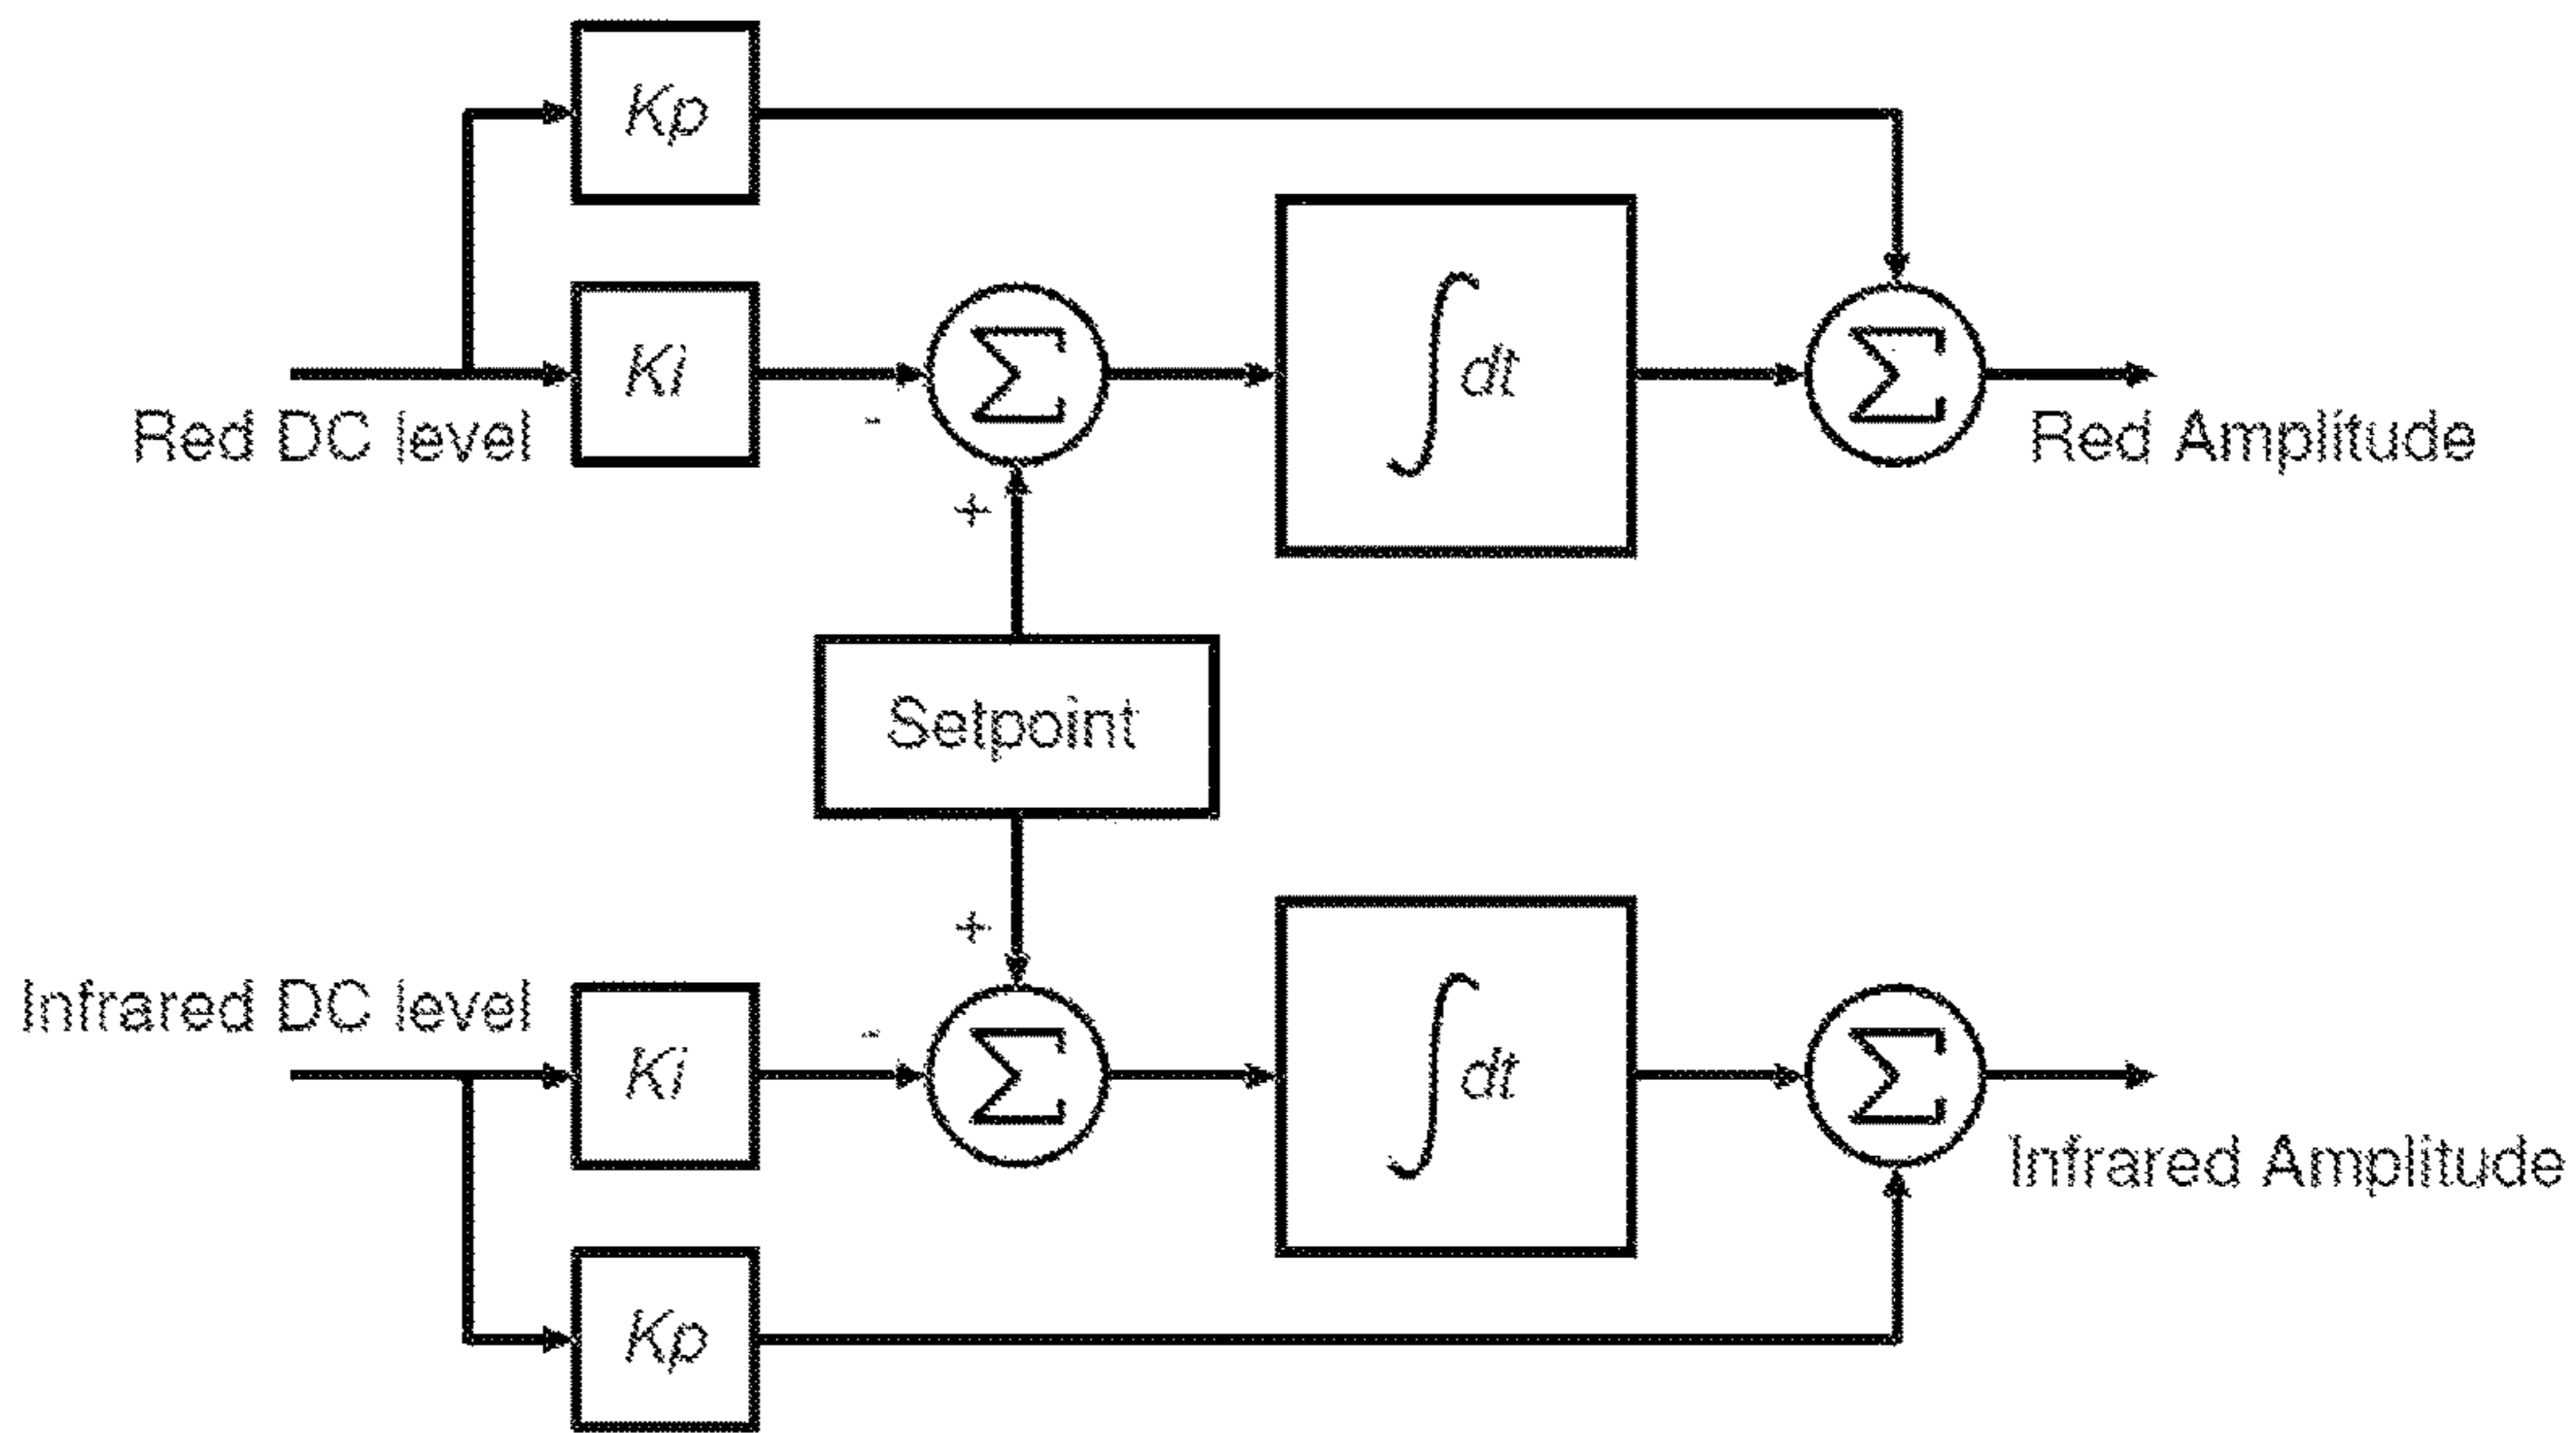 Kp
Ki
Σ
∫dt
Σ
Red DC level
-
Red Amplitude
+
Setpoint
+
Infrared DC level
-
Ki
Σ
∫dt
Σ
Infrared Amplitude
Kp